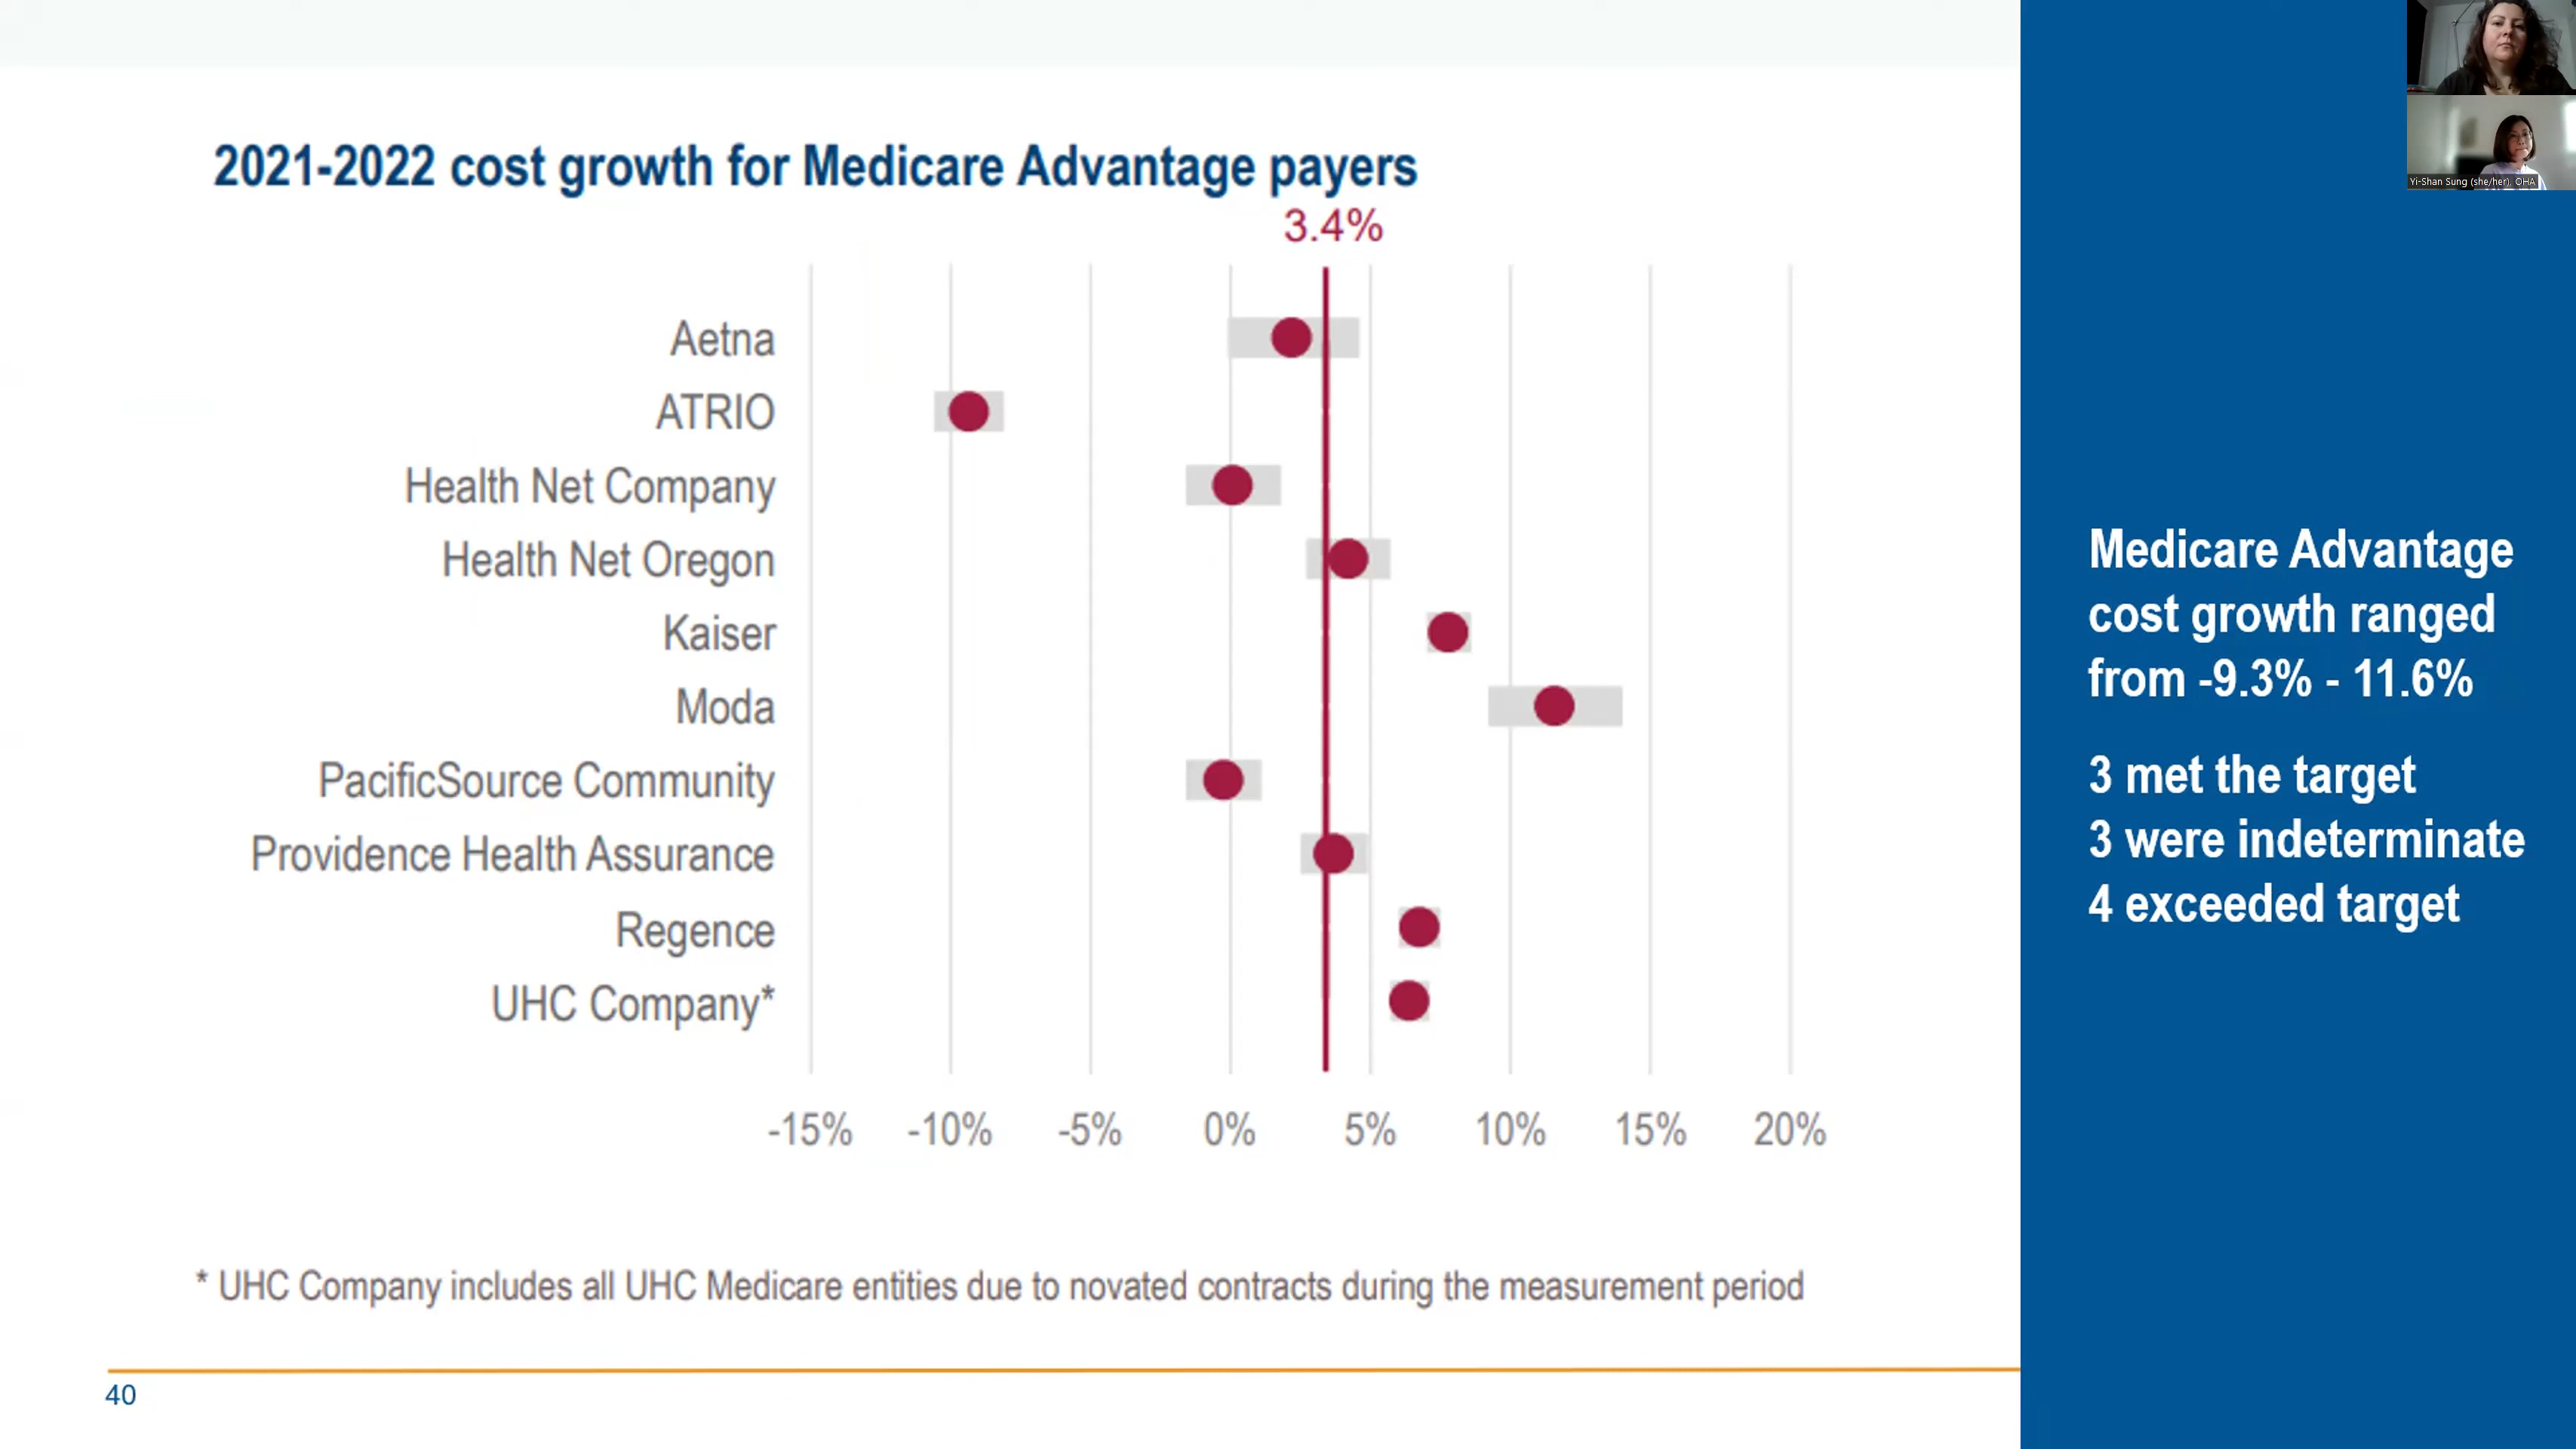 2021-2022 cost growth for Medicare Advantage payers
3.4%
Aetna
ATRIO
Health Net Company
Health Net Oregon
Kaiser
Moda
PacificSource Community
Providence Health Assurance
Regence
UHC Company*
-15% -10% -5% 0% 5% 10% 15% 20%
* UHC Company includes all UHC Medicare entities due to novated contracts during the measurement period
40
Yi-Shan Sung (she/her), OHA
Medicare Advantage
cost growth ranged
from -9.3% - 11.6%
3 met the target
3 were indeterminate
4 exceeded target